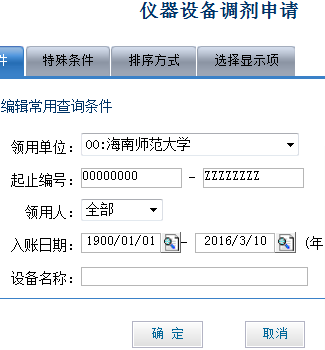 仪器设备调剂申请
件 特殊条件 排序方式 选择显示项
编辑常用查询条件
领用单位: 00:海南师范大学
起止编号: 00000000 - ZZZZZZZZ
领用人: 全部
入账日期: 1900/01/01 - 2016/3/10 (年
设备名称:
确 定 取消